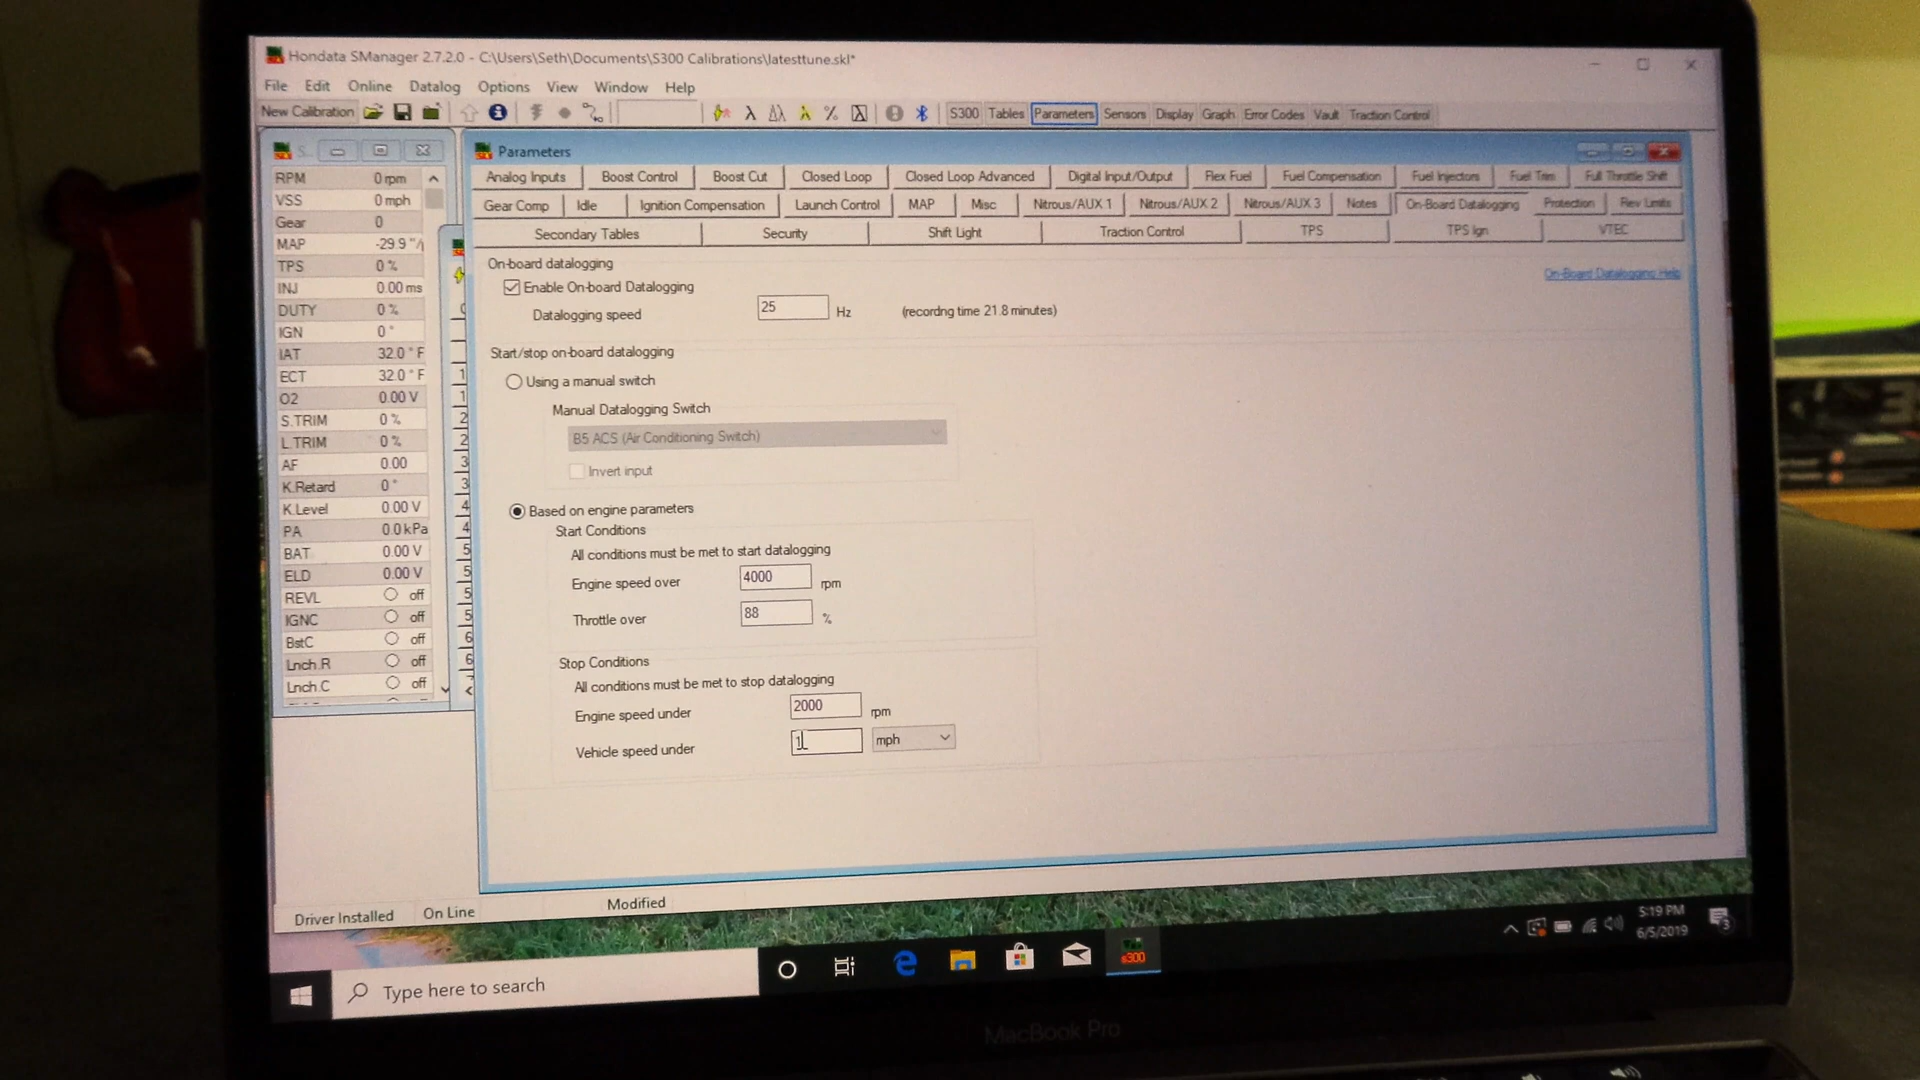 Hondata SManager 2.7.2.0 - C:\Users\Seth\Documents\S300 Calibrations\latesttune.skl*
File Edit Online Datalog Options View Window Help
New Calibration S300 Tables Parameters Sensors Display Graph Error Codes Vault Traction Control
S...
Parameters
Analog Inputs Boost Control Boost Cut Closed Loop Closed Loop Advanced Digital Input/Output Flex Fuel Fuel Compensation Fuel Injectors Fuel Trim Full Throttle Shift
Gear Comp Idle Ignition Compensation Launch Control MAP Misc Nitrous/AUX 1 Nitrous/AUX 2 Nitrous/AUX 3 Notes On-Board Datalogging Protection Rev Limits
Secondary Tables Security Shift Light Traction Control TPS TPS Ign VTEC
RPM 0 rpm
VSS 0 mph
Gear 0
MAP -29.9 "/
TPS 0 %
INJ 0.00 ms
DUTY 0 %
IGN 0 °
IAT 32.0 ° F
ECT 32.0 ° F
O2 0.00 V
S.TRIM 0 %
L.TRIM 0 %
AF 0.00
K.Retard 0 °
K.Level 0.00 V
PA 0.0 kPa
BAT 0.00 V
ELD 0.00 V
REVL off
IGNC off
BstC off
Lnch.R off
Lnch.C off
On-board datalogging
On-Board Datalogging Help
Enable On-board Datalogging
Datalogging speed 25 Hz (recordng time 21.8 minutes)
Start/stop on-board datalogging
Using a manual switch
Manual Datalogging Switch
B5 ACS (Air Conditioning Switch)
Invert input
Based on engine parameters
Start Conditions
All conditions must be met to start datalogging
Engine speed over 4000 rpm
Throttle over 88 %
Stop Conditions
All conditions must be met to stop datalogging
Engine speed under 2000 rpm
Vehicle speed under 1 mph
Driver Installed On Line Modified
Type here to search
s300
5:19 PM
6/5/2019
3
MacBook Pro